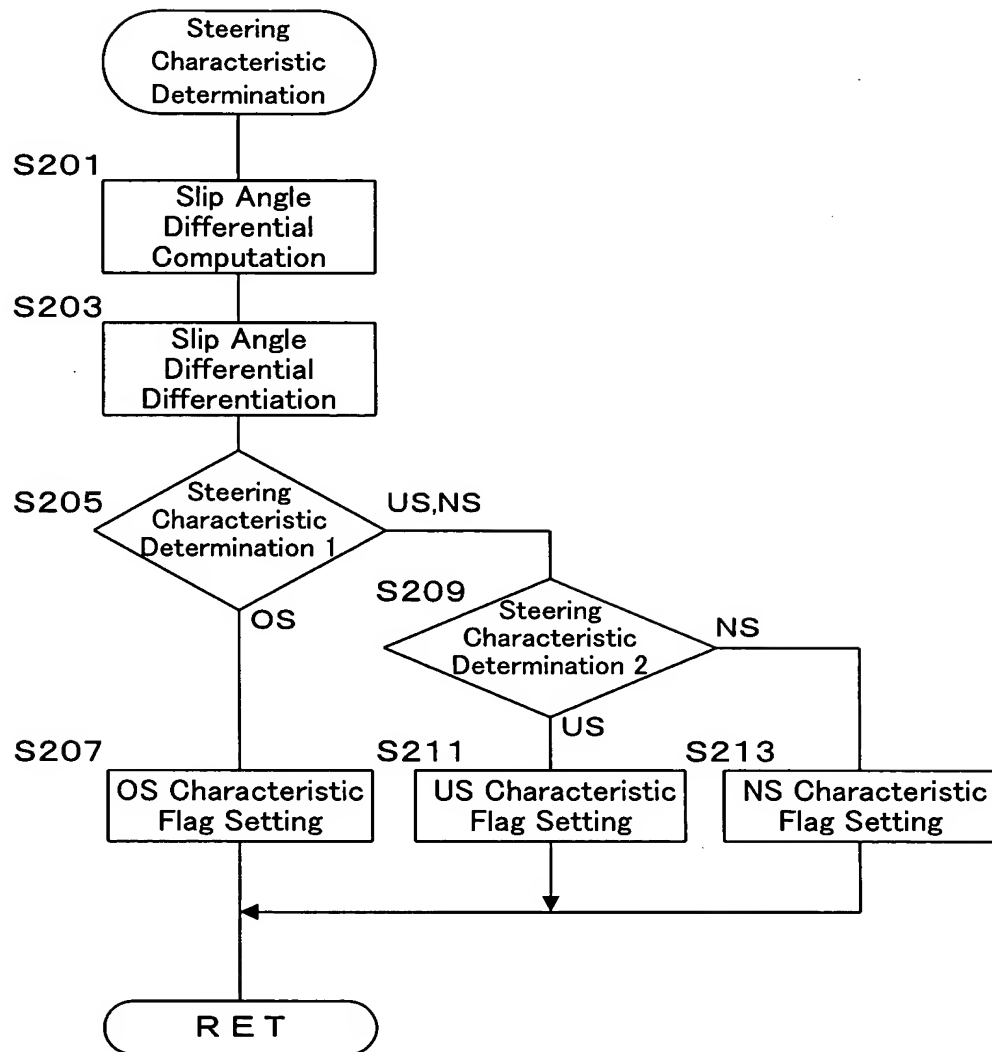 Steering
Characteristic
Determination
S201
Slip Angle
Differential
Computation
S203
Slip Angle
Differential
Differentiation
S205
Steering
Characteristic
Determination 1
US,NS
OS
S209
Steering
Characteristic
Determination 2
NS
US
S207
OS Characteristic
Flag Setting
S211
US Characteristic
Flag Setting
S213
NS Characteristic
Flag Setting
RET